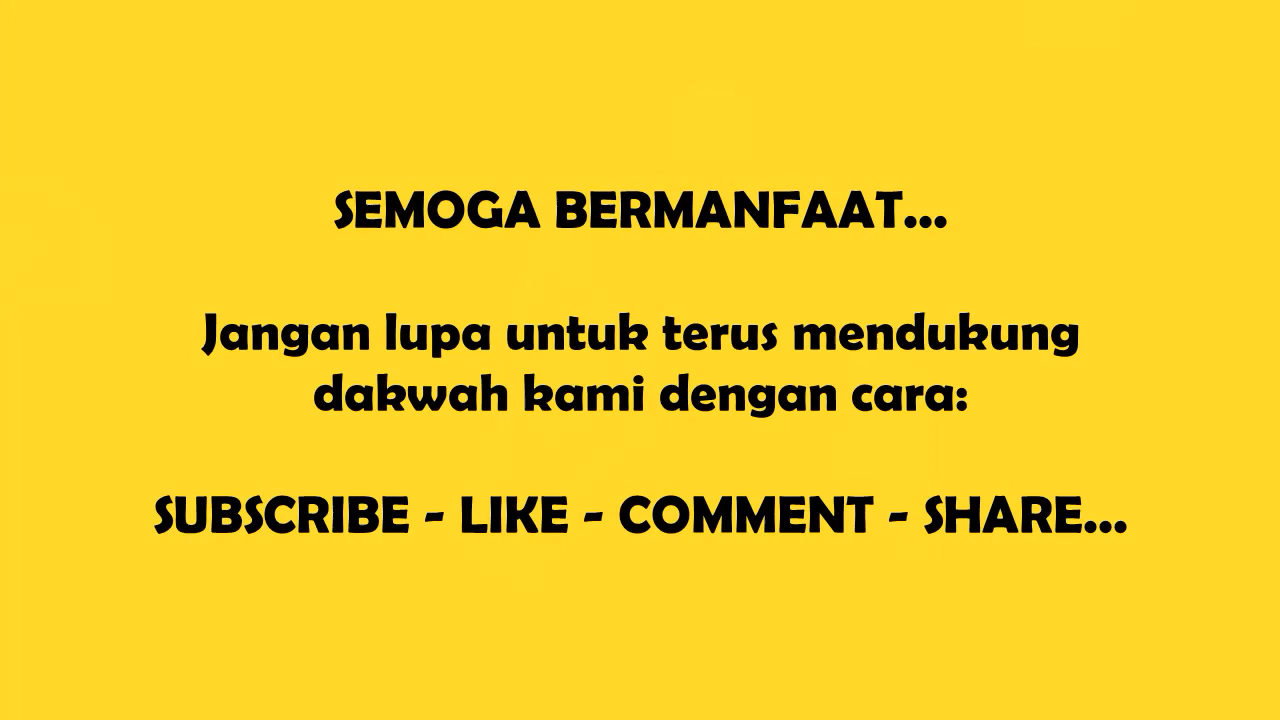 SEMOGA BERMANFAAT...
Jangan lupa untuk terus mendukung
dakwah kami dengan cara:
SUBSCRIBE - LIKE - COMMENT - SHARE...